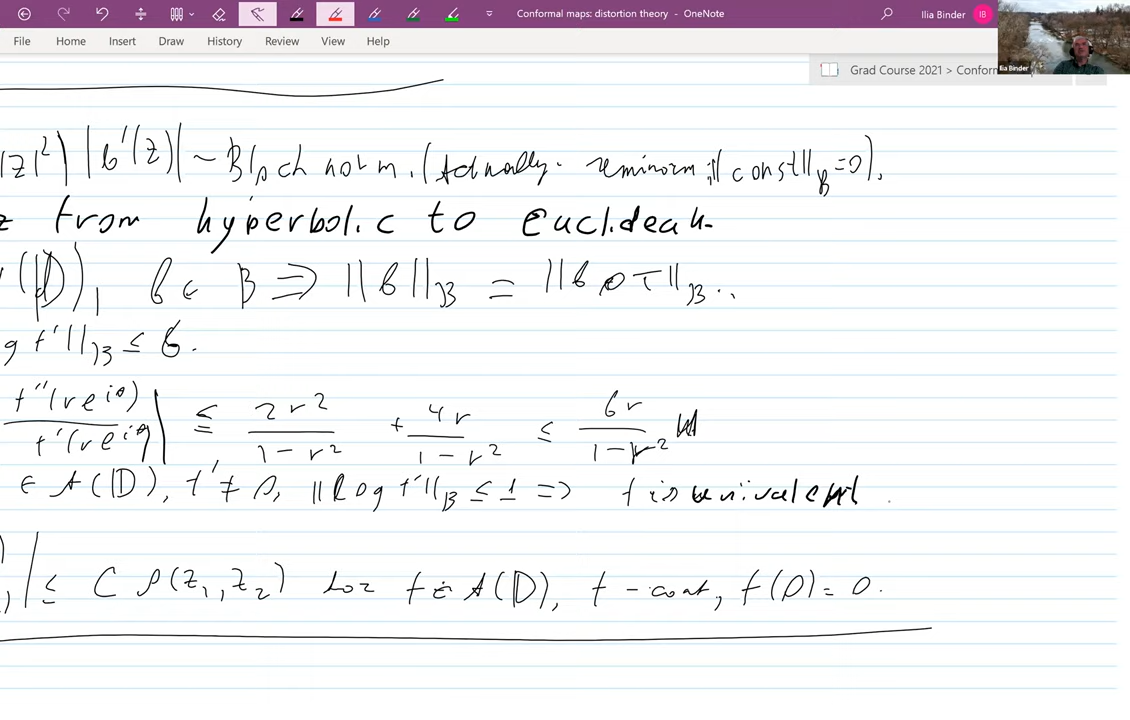 Conformal maps: distortion theory - OneNote
Ilia Binder IB
File Home Insert Draw History Review View Help
Ilia Binder
Grad Course 2021 > Conforn
|z|²) |b'(z)| ~ Bloch norm. (Actually - seminorm; || const ||_B = 0).
z from hyperbolic to euclidean.
(𝔻), b ∈ B ⇒ ||b||_B = ||b ∘ T||_B ..
g f'||_B ≤ 6.
f''(re^{iθ}) / f'(re^{iθ}) | ≤ 2r² / 1-r² + 4r / 1-r² ≤ 6r / 1-r²
∈ A(𝔻), f' ≠ 0, ||log f'||_B ≤ 1 => f is univalent
| ≤ C ρ(z₁, z₂) for f ∈ A(𝔻), f - conf, f(0) = 0.